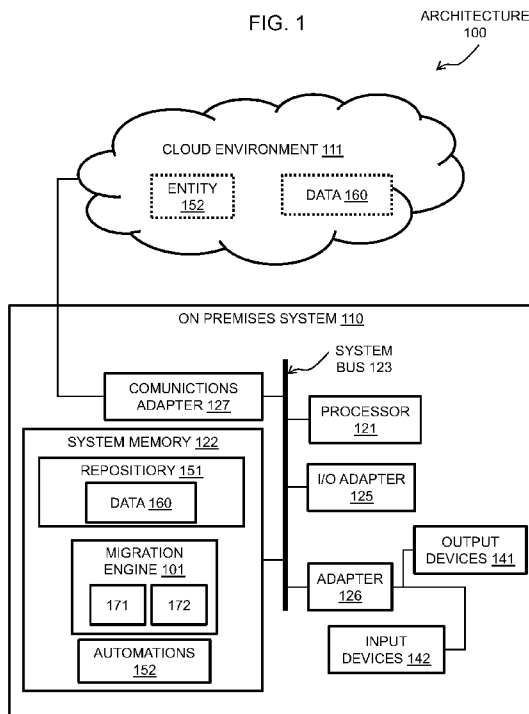 FIG. 1
ARCHITECTURE
100
CLOUD ENVIRONMENT 111
ENTITY
152
DATA 160
ON PREMISES SYSTEM 110
SYSTEM
BUS 123
COMUNICTIONS
ADAPTER 127
PROCESSOR
121
SYSTEM MEMORY 122
REPOSITIORY 151
DATA 160
I/O ADAPTER
125
MIGRATION
ENGINE 101
171
172
OUTPUT
DEVICES 141
ADAPTER
126
AUTOMATIONS
152
INPUT
DEVICES 142